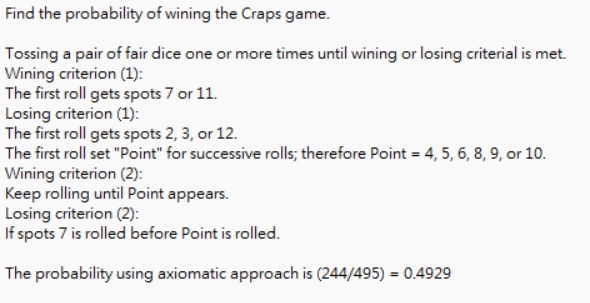 Find the probability of wining the Craps game.
Tossing a pair of fair dice one or more times until wining or losing criterial is met.
Wining criterion (1):
The first roll gets spots 7 or 11.
Losing criterion (1):
The first roll gets spots 2, 3, or 12.
The first roll set "Point" for successive rolls; therefore Point = 4, 5, 6, 8, 9, or 10.
Wining criterion (2):
Keep rolling until Point appears.
Losing criterion (2):
If spots 7 is rolled before Point is rolled.
The probability using axiomatic approach is (244/495) = 0.4929